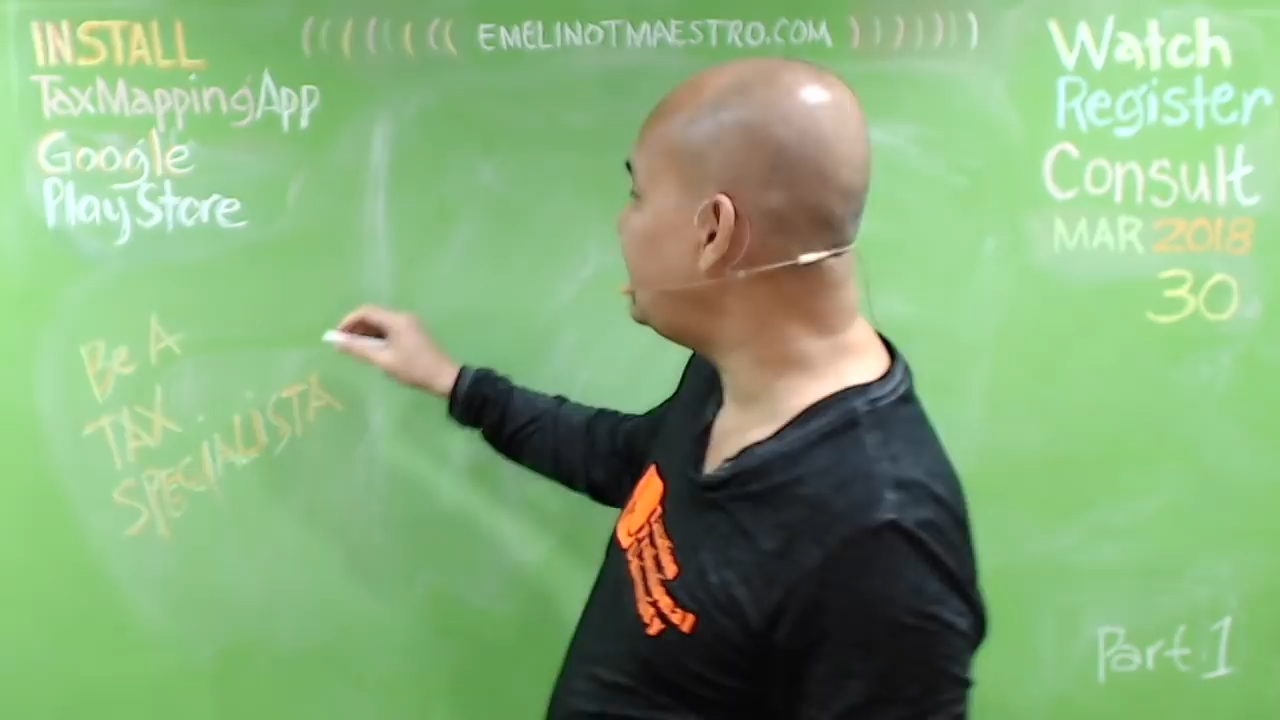 INSTALL
TaxMappingApp
Google
PlayStore
EMELINOTMAESTRO.COM
Watch
Register
Consult
MAR 2018
30
Be A
TAX
SPECIALISTA
Part 1